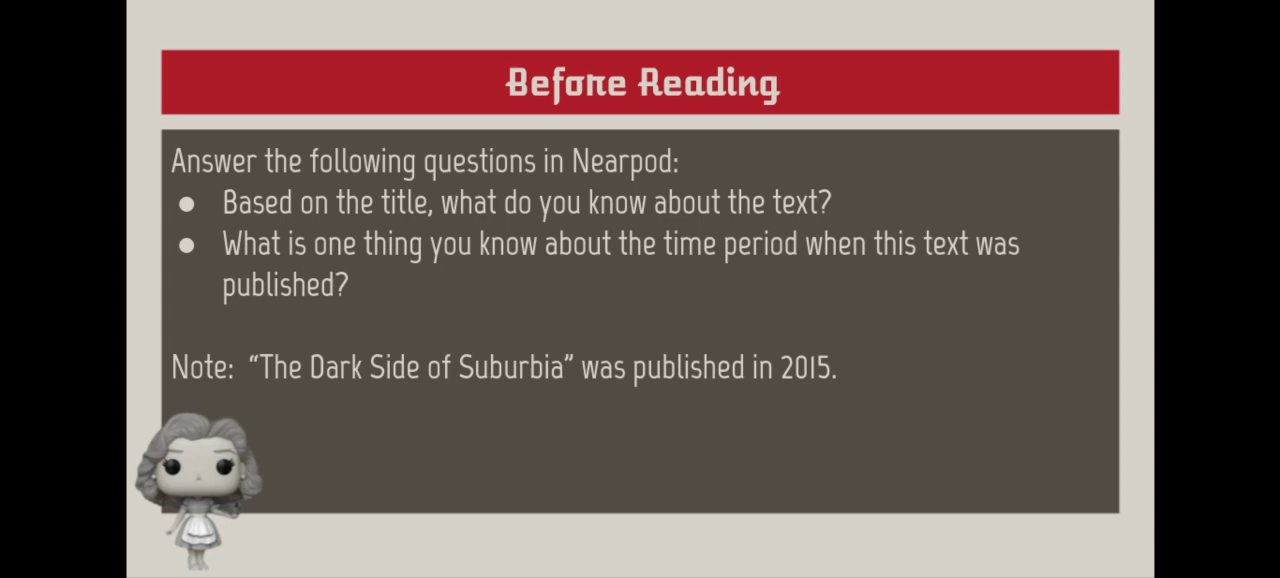 Before Reading
Answer the following questions in Nearpod:
● Based on the title, what do you know about the text?
● What is one thing you know about the time period when this text was
published?
Note: “The Dark Side of Suburbia” was published in 2015.